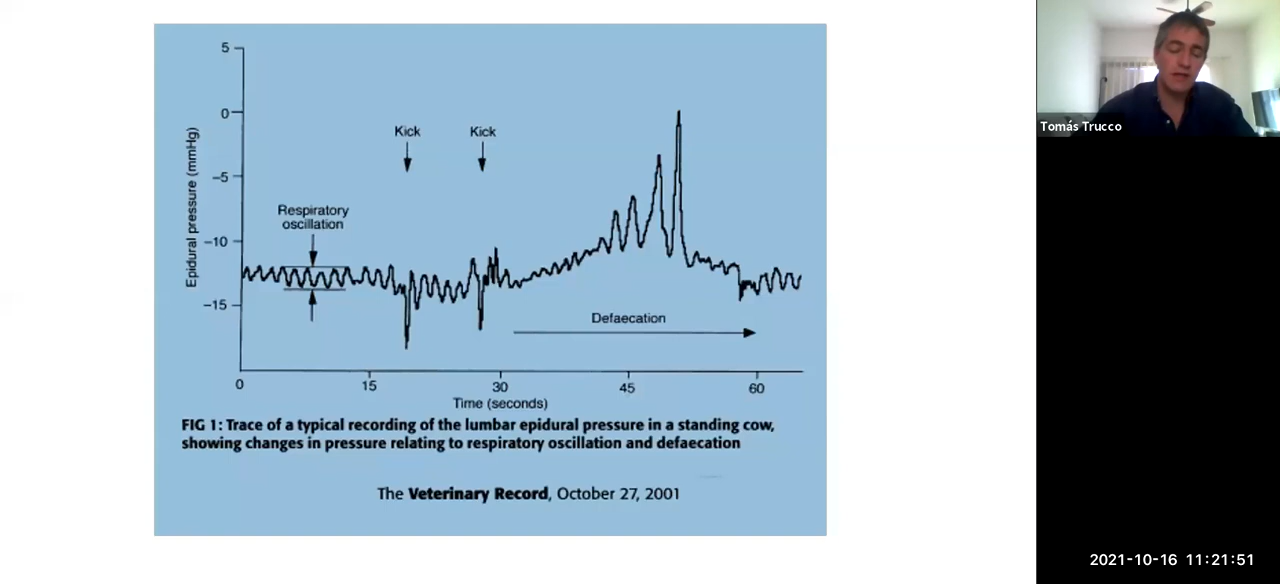 5
0
−5
−10
−15
Epidural pressure (mmHg)
Kick
Kick
Respiratory
oscillation
Defaecation
0
15
30
45
60
Time (seconds)
FIG 1: Trace of a typical recording of the lumbar epidural pressure in a standing cow,
showing changes in pressure relating to respiratory oscillation and defaecation
The Veterinary Record, October 27, 2001
Tomás Trucco
2021-10-16 11:21:51